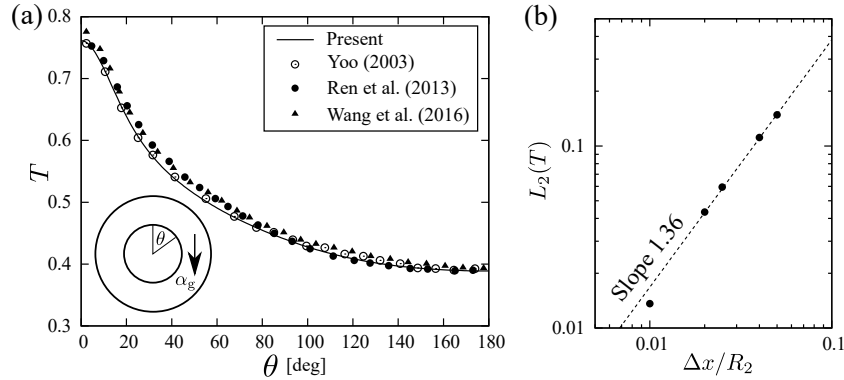 (a)
0.8
0.7
0.6
0.5
0.4
0.3
T
Present
Yoo (2003)
Ren et al. (2013)
Wang et al. (2016)
θ
α_g
0 20 40 60 80 100 120 140 160 180
θ [deg]
(b)
0.1
0.01
L₂(T)
Slope 1.36
0.01 0.1
Δx/R₂